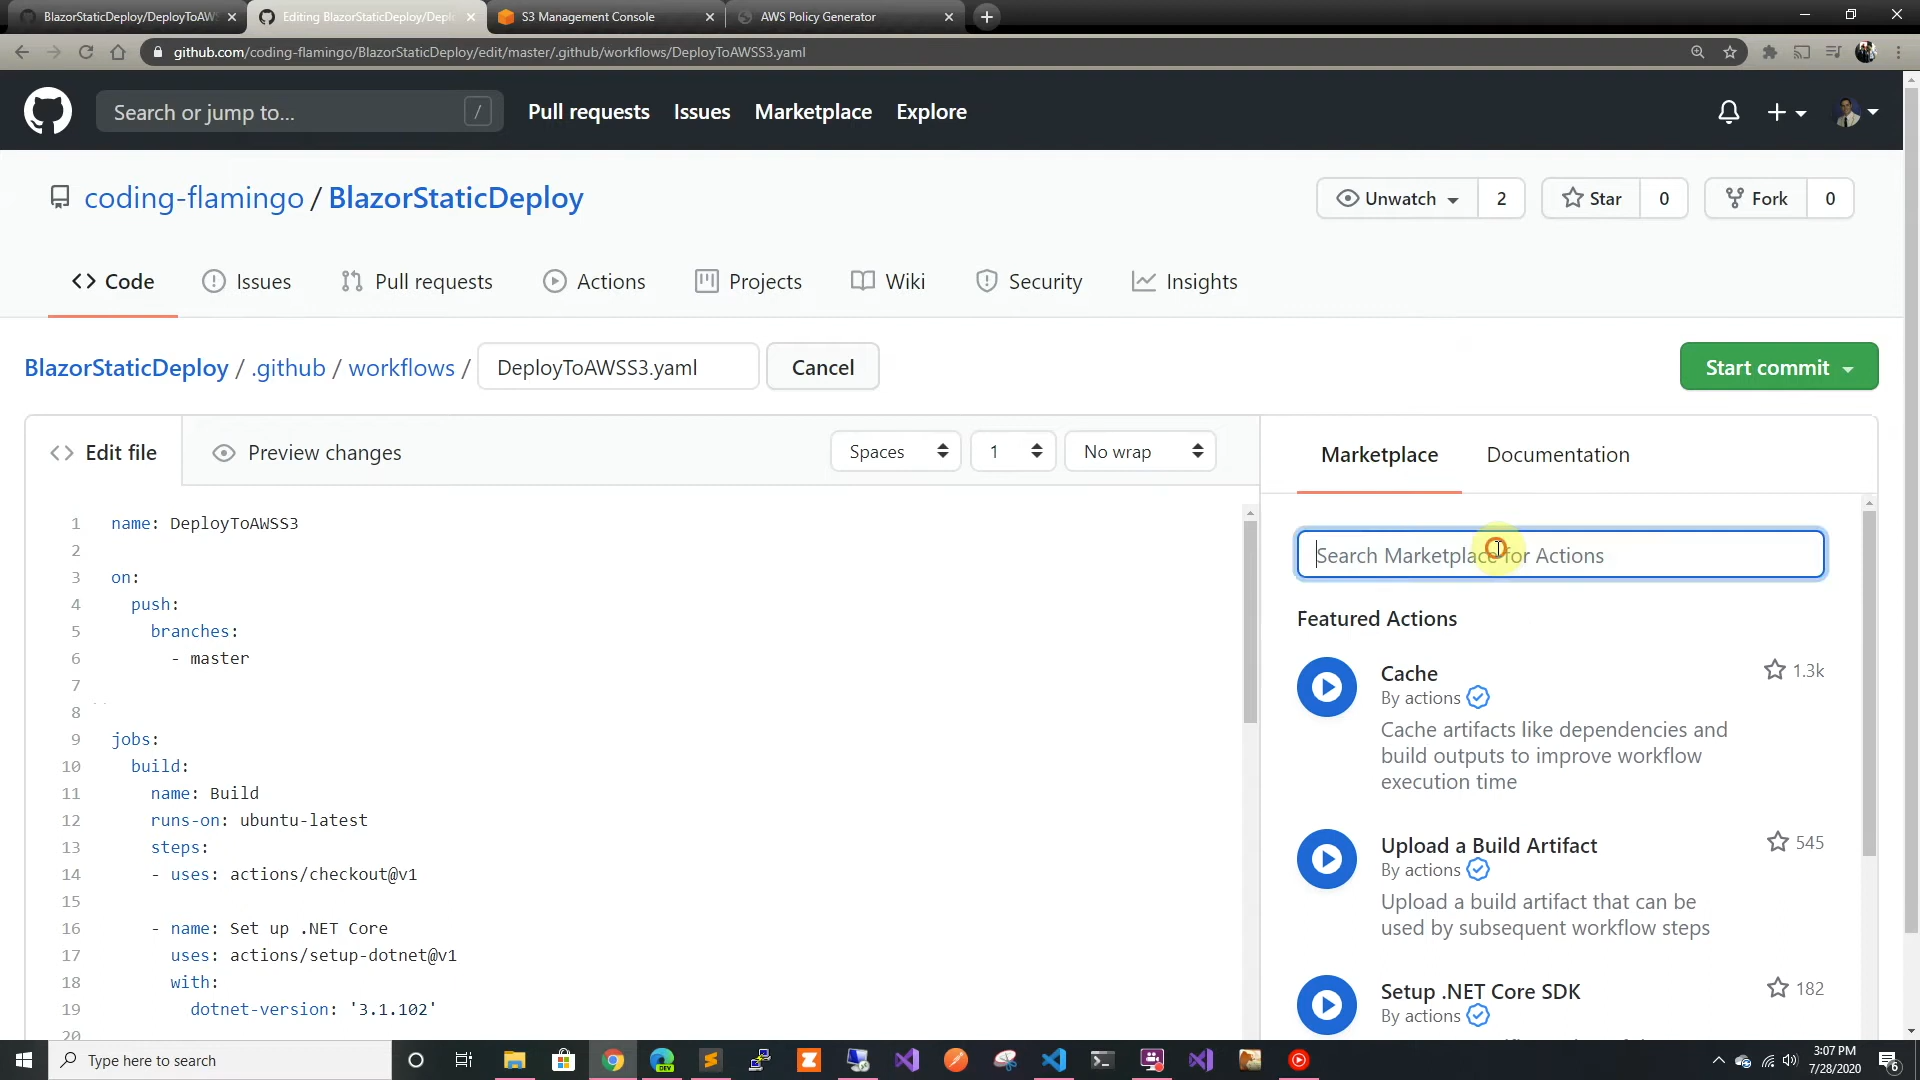 BlazorStaticDeploy/DeployToAWS
Editing BlazorStaticDeploy/Depl
S3 Management Console
AWS Policy Generator
github.com/coding-flamingo/BlazorStaticDeploy/edit/master/.github/workflows/DeployToAWSS3.yaml
Search or jump to... /
Pull requests Issues Marketplace Explore
coding-flamingo / BlazorStaticDeploy
Unwatch 2 Star 0 Fork 0
<> Code Issues Pull requests Actions Projects Wiki Security Insights
BlazorStaticDeploy / .github / workflows / DeployToAWSS3.yaml Cancel
Start commit
<> Edit file Preview changes
Spaces 1 No wrap
1 name: DeployToAWSS3
2
3 on:
4 push:
5 branches:
6 - master
7
8
9 jobs:
10 build:
11 name: Build
12 runs-on: ubuntu-latest
13 steps:
14 - uses: actions/checkout@v1
15
16 - name: Set up .NET Core
17 uses: actions/setup-dotnet@v1
18 with:
19 dotnet-version: '3.1.102'
20
Marketplace Documentation
Search Marketplace for Actions
Featured Actions
Cache 1.3k
By actions
Cache artifacts like dependencies and
build outputs to improve workflow
execution time
Upload a Build Artifact 545
By actions
Upload a build artifact that can be
used by subsequent workflow steps
Setup .NET Core SDK 182
By actions
Type here to search
DEV
3:07 PM
7/28/2020
6